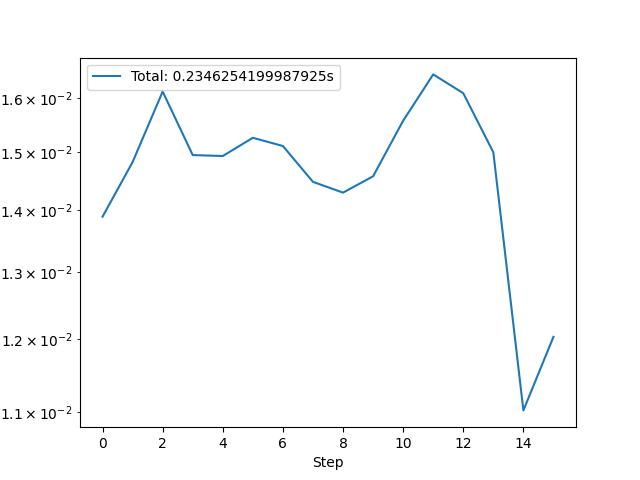 Total: 0.2346254199987925s
1.6 × 10⁻²
1.5 × 10⁻²
1.4 × 10⁻²
1.3 × 10⁻²
1.2 × 10⁻²
1.1 × 10⁻²
0 2 4 6 8 10 12 14
Step